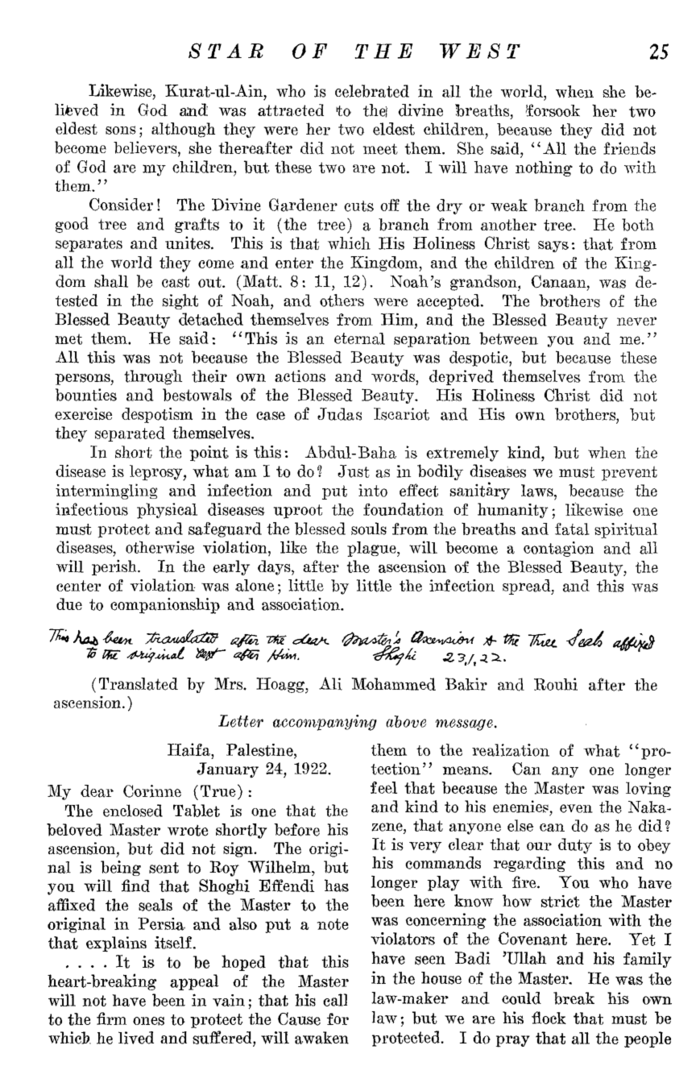 STAR OF THE WEST 25
Likewise, Kurat-ul-Ain, who is celebrated in all the world, when she be-
lieved in God and was attracted to the divine breaths, forsook her two
eldest sons; although they were her two eldest children, because they did not
become believers, she thereafter did not meet them. She said, "All the friends
of God are my children, but these two are not. I will have nothing to do with
them."
Consider! The Divine Gardener cuts off the dry or weak branch from the
good tree and grafts to it (the tree) a branch from another tree. He both
separates and unites. This is that which His Holiness Christ says: that from
all the world they come and enter the Kingdom, and the children of the King-
dom shall be cast out. (Matt. 8: 11, 12). Noah's grandson, Canaan, was de-
tested in the sight of Noah, and others were accepted. The brothers of the
Blessed Beauty detached themselves from Him, and the Blessed Beauty never
met them. He said: "This is an eternal separation between you and me."
All this was not because the Blessed Beauty was despotic, but because these
persons, through their own actions and words, deprived themselves from the
bounties and bestowals of the Blessed Beauty. His Holiness Christ did not
exercise despotism in the case of Judas Iscariot and His own brothers, but
they separated themselves.
In short the point is this: Abdul-Baha is extremely kind, but when the
disease is leprosy, what am I to do? Just as in bodily diseases we must prevent
intermingling and infection and put into effect sanitary laws, because the
infectious physical diseases uproot the foundation of humanity; likewise one
must protect and safeguard the blessed souls from the breaths and fatal spiritual
diseases, otherwise violation, like the plague, will become a contagion and all
will perish. In the early days, after the ascension of the Blessed Beauty, the
center of violation was alone; little by little the infection spread, and this was
due to companionship and association.
This has been translated after the dear Master's Ascension & the Three Seals affixed
to the original text after Him. Shoghi 23,1,22.
(Translated by Mrs. Hoagg, Ali Mohammed Bakir and Rouhi after the
ascension.)
Letter accompanying above message.
Haifa, Palestine,
January 24, 1922.
My dear Corinne (True):
The enclosed Tablet is one that the
beloved Master wrote shortly before his
ascension, but did not sign. The origi-
nal is being sent to Roy Wilhelm, but
you will find that Shoghi Effendi has
affixed the seals of the Master to the
original in Persia and also put a note
that explains itself.
. . . . It is to be hoped that this
heart-breaking appeal of the Master
will not have been in vain; that his call
to the firm ones to protect the Cause for
which he lived and suffered, will awaken
them to the realization of what "pro-
tection" means. Can any one longer
feel that because the Master was loving
and kind to his enemies, even the Naka-
zene, that anyone else can do as he did?
It is very clear that our duty is to obey
his commands regarding this and no
longer play with fire. You who have
been here know how strict the Master
was concerning the association with the
violators of the Covenant here. Yet I
have seen Badi 'Ullah and his family
in the house of the Master. He was the
law-maker and could break his own
law; but we are his flock that must be
protected. I do pray that all the people